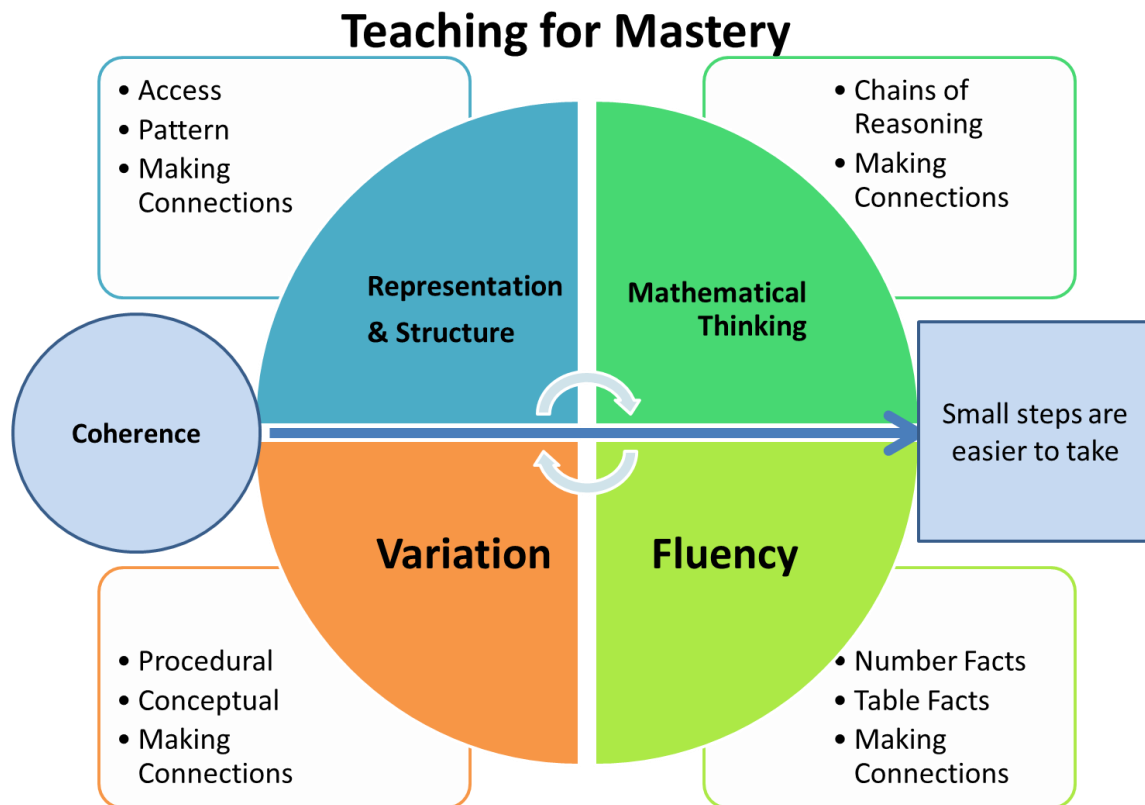 Teaching for Mastery
• Access
• Pattern
• Making
Connections
• Chains of
Reasoning
• Making
Connections
Representation
& Structure
Mathematical
Thinking
Coherence
Small steps are
easier to take
Variation
Fluency
• Procedural
• Conceptual
• Making
Connections
• Number Facts
• Table Facts
• Making
Connections